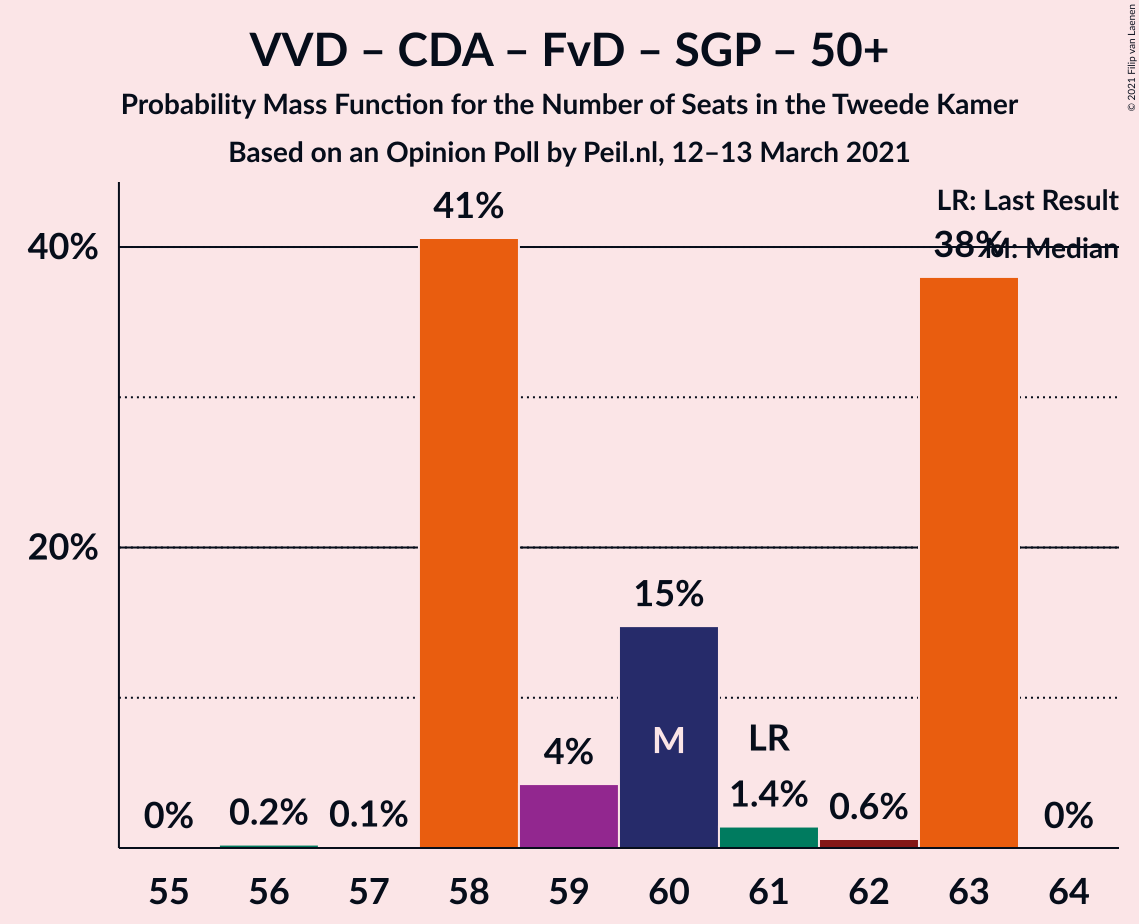 VVD – CDA – FvD – SGP – 50+
Probability Mass Function for the Number of Seats in the Tweede Kamer
Based on an Opinion Poll by Peil.nl, 12–13 March 2021
© 2021 Filip van Laenen
LR: Last Result
M: Median
40%
20%
0%
0.2%
0.1%
41%
4%
15%
M
LR
1.4%
0.6%
38%
0%
55 56 57 58 59 60 61 62 63 64